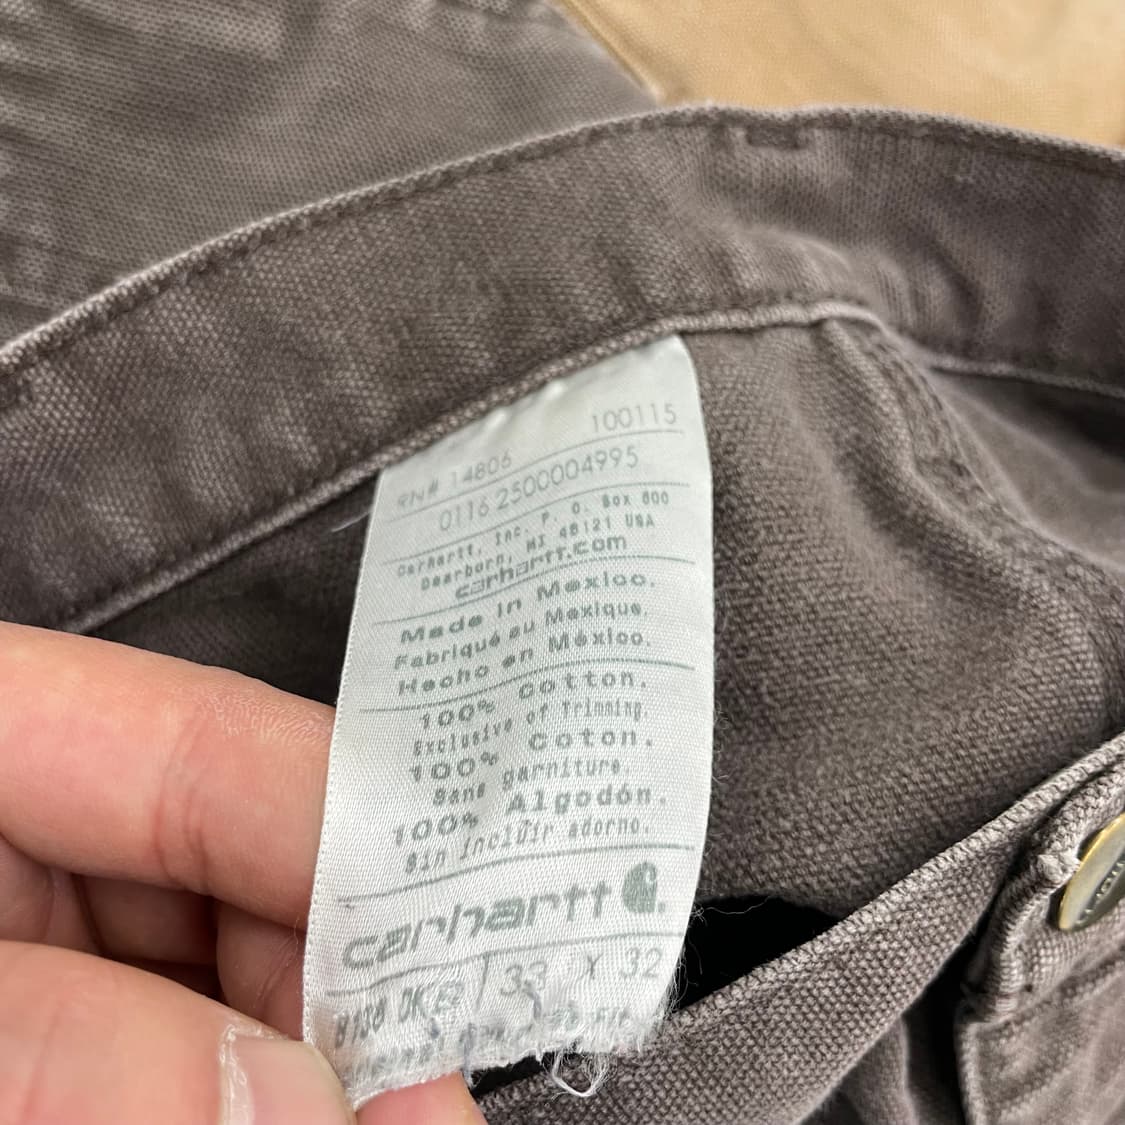 100115
RN# 14806
0116 2500004995
Carhartt, Inc. P. O. Box 600
Dearborn, MI 48121 USA
carhartt.com
Made in Mexico.
Fabriqué au Mexique.
Hecho en México.
100% Cotton.
Exclusive of Trimming.
100% Coton.
Sans garniture.
100% Algodón.
Sin incluir adorno.
carhartt
33 X 32